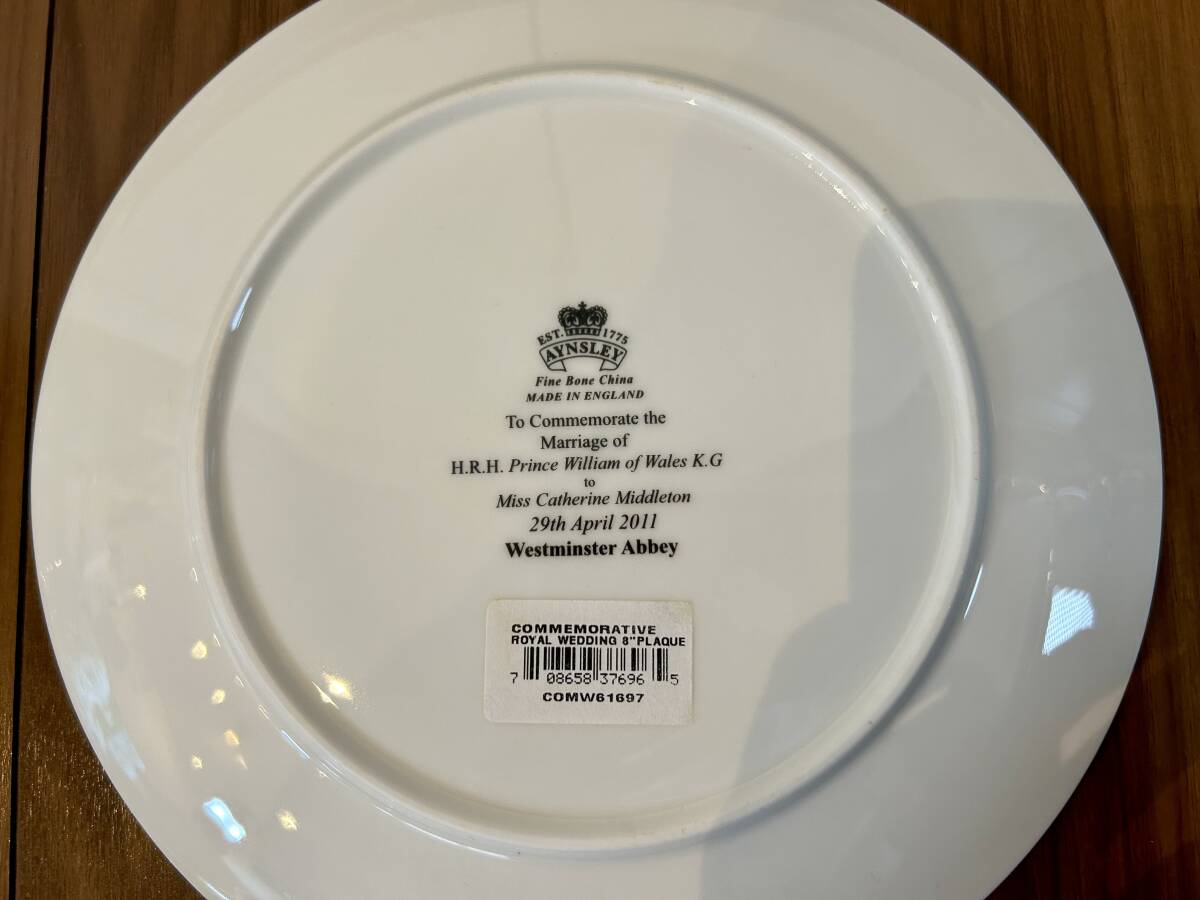 EST. 1775
AYNSLEY
Fine Bone China
MADE IN ENGLAND
To Commemorate the
Marriage of
H.R.H. Prince William of Wales K.G
to
Miss Catherine Middleton
29th April 2011
Westminster Abbey
COMMEMORATIVE
ROYAL WEDDING 8"PLAQUE
7 08658 37696 5
COMW61697